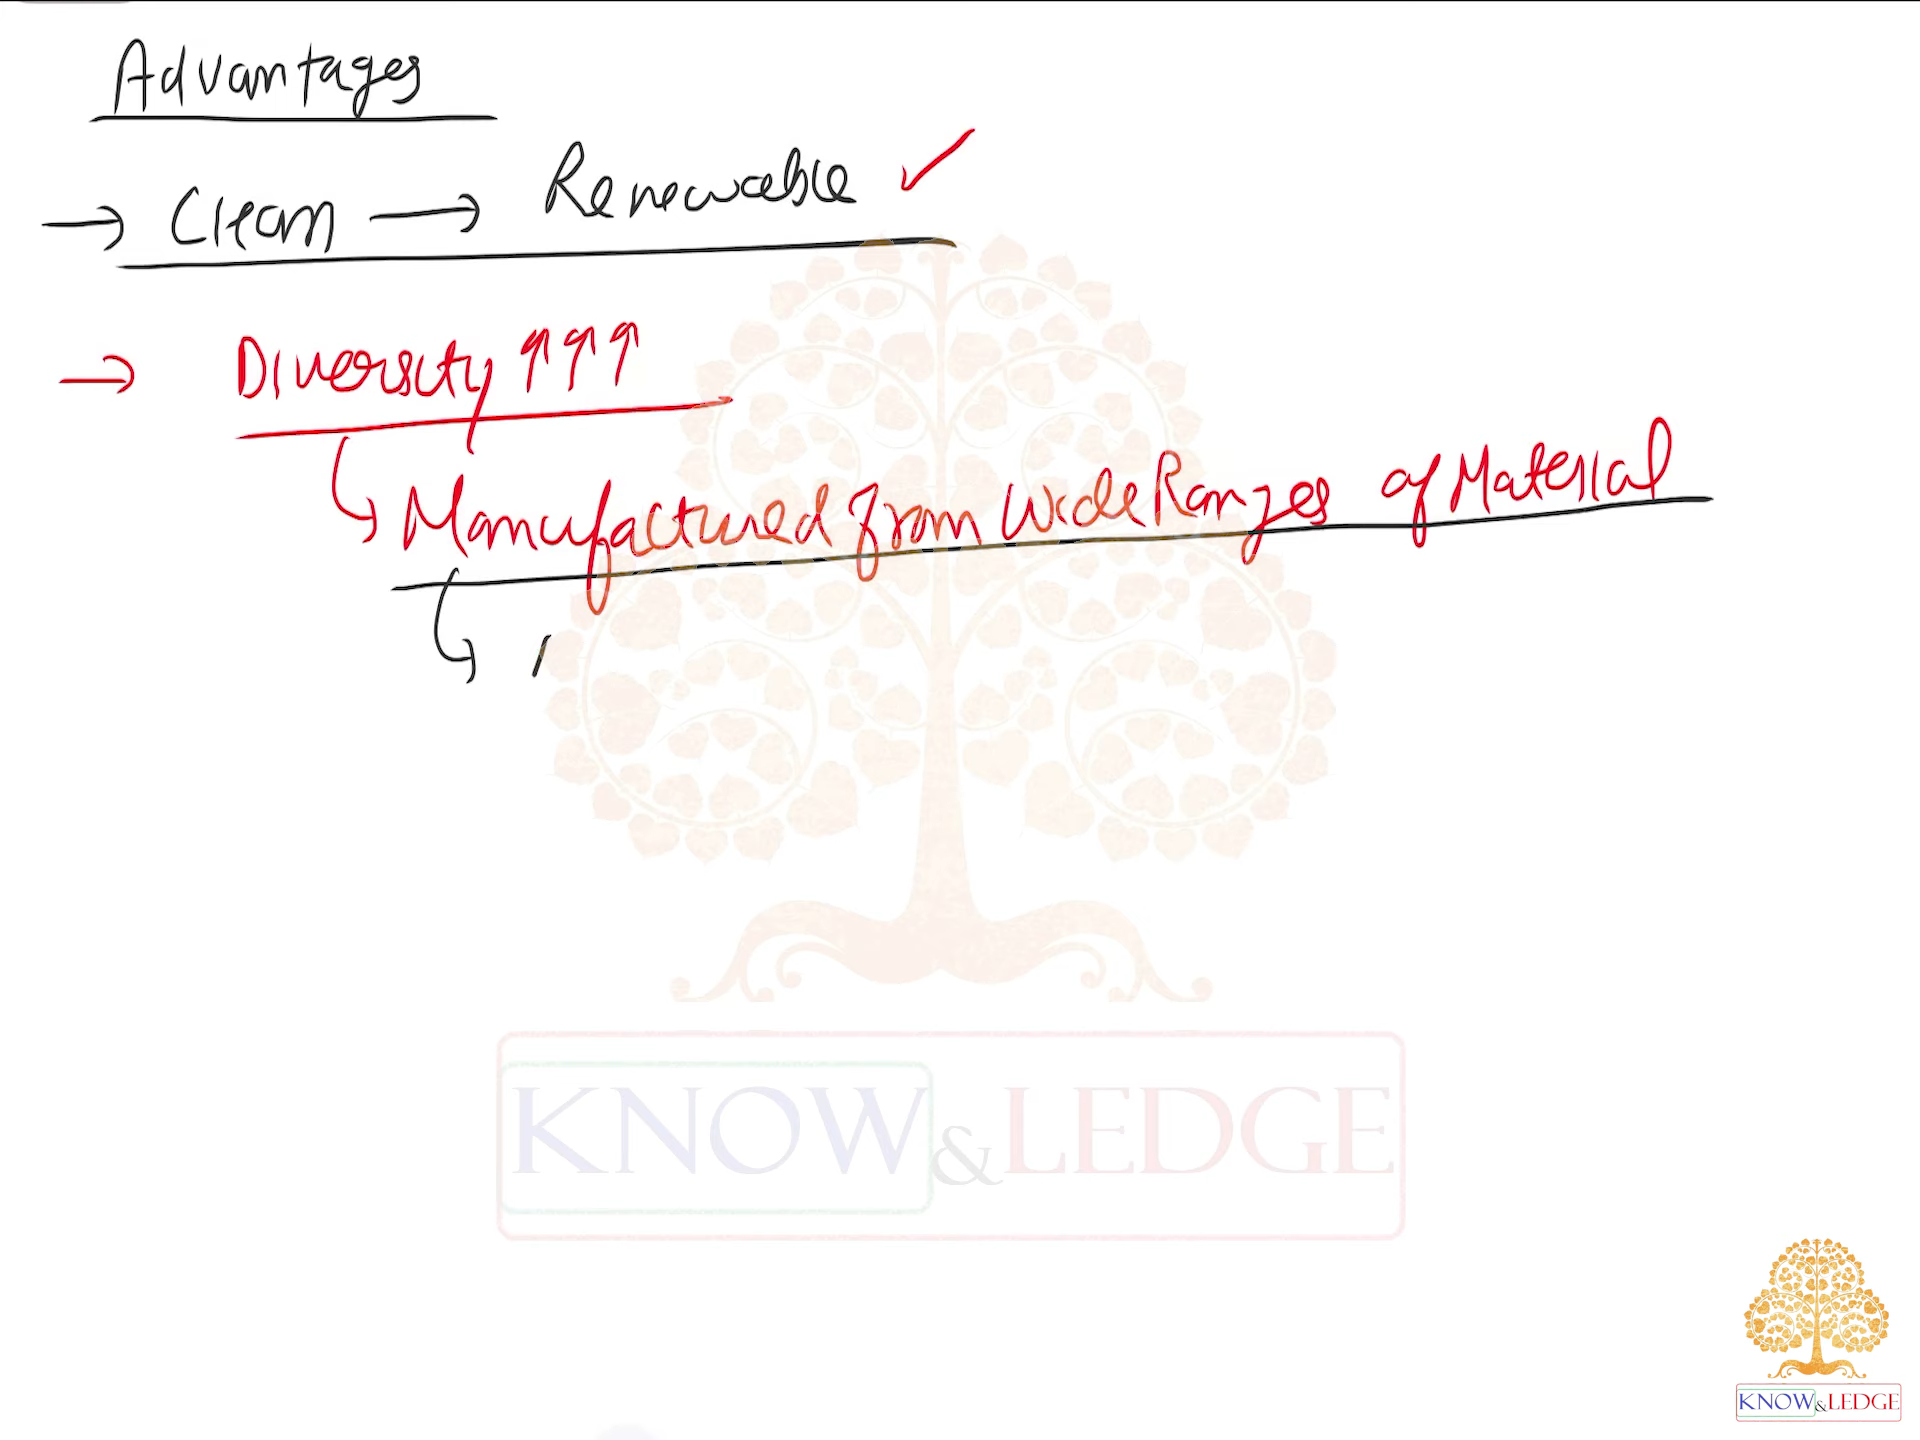 Advantages
→ Clean → Renewable ✓
→ Diversity ↑↑↑
↳ Manufactured from Wide Ranges of Material
↳
KNOW&LEDGE
KNOW&LEDGE